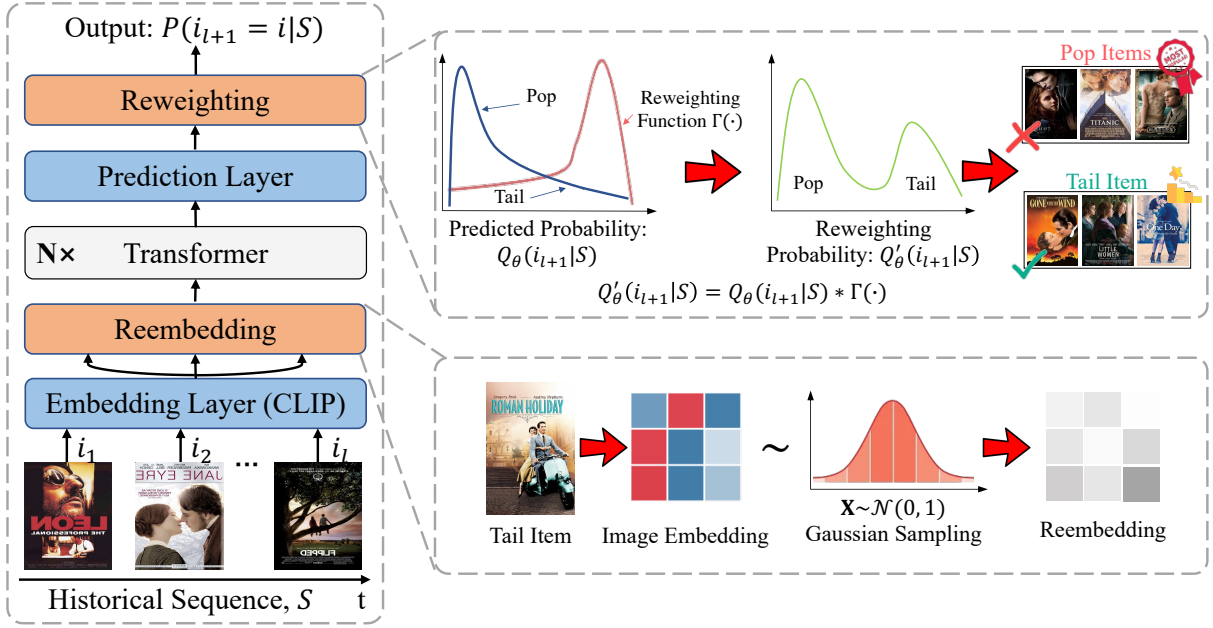 Output: P(i_{l+1} = i|S)
Reweighting
Prediction Layer
N× Transformer
Reembedding
Embedding Layer (CLIP)
i_1 i_2 ... i_l
LEON
THE PROFESSIONAL
JANE EYRE
FLIPPED
Historical Sequence, S t
Pop
Reweighting
Function Γ(·)
Tail
Predicted Probability:
Q_θ(i_{l+1}|S)
Pop
Tail
Reweighting
Probability: Q'_θ(i_{l+1}|S)
Q'_θ(i_{l+1}|S) = Q_θ(i_{l+1}|S) * Γ(·)
Pop Items
MOST
POPULAR
TITANIC
Tail Item
GONE WITH THE WIND
LITTLE
WOMEN
One Day
Gregory Peck Audrey Hepburn
ROMAN HOLIDAY
Tail Item
Image Embedding
~
X~𝒩(0, 1)
Gaussian Sampling
Reembedding